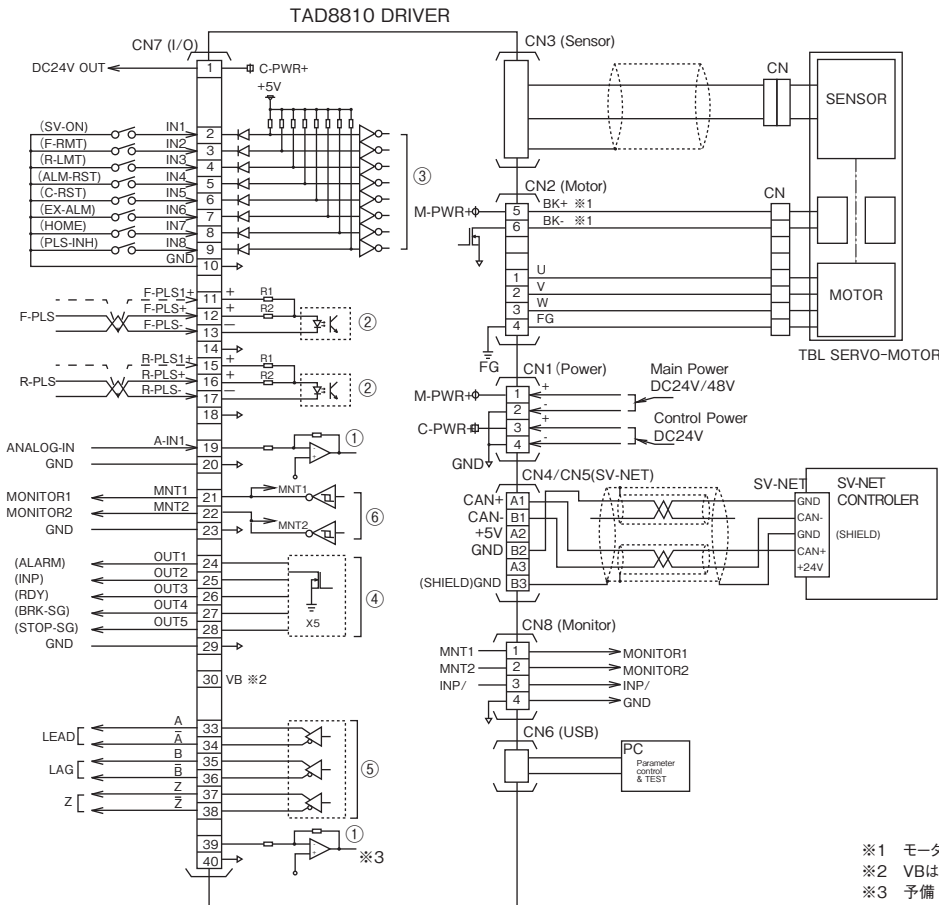 TAD8810 DRIVER
CN7 (I/O)
DC24V OUT
1
C-PWR+
+5V
(SV-ON) IN1 2
(F-RMT) IN2 3
(R-LMT) IN3 4
(ALM-RST) IN4 5
(C-RST) IN5 6
(EX-ALM) IN6 7
(HOME) IN7 8
(PLS-INH) IN8 9
GND 10
③
F-PLS
F-PLS1+ 11 + R1
F-PLS+ 12 + R2
F-PLS- 13 −
②
14
R-PLS
R-PLS1+ 15 + R1
R-PLS+ 16 + R2
R-PLS- 17 −
②
18
ANALOG-IN A-IN1 19
①
GND 20
MONITOR1 MNT1 21 MNT1
MONITOR2 MNT2 22 MNT2
⑥
GND 23
(ALARM) OUT1 24
(INP) OUT2 25
(RDY) OUT3 26
(BRK-SG) OUT4 27
(STOP-SG) OUT5 28
X5
④
GND 29
30 VB ※2
LEAD
A 33
A̅ 34
LAG
B 35
B̅ 36
Z
Z 37
Z̅ 38
⑤
39
①
※3
40
CN3 (Sensor)
CN
SENSOR
CN2 (Motor)
CN
M-PWR+ 5 BK+ ※1
6 BK- ※1
1 U
2 V
3 W
4 FG
FG
MOTOR
TBL SERVO-MOTOR
CN1(Power)
M-PWR+ 1 +
2 -
Main Power
DC24V/48V
C-PWR+ 3 +
4 -
Control Power
DC24V
GND
CN4/CN5(SV-NET)
CAN+ A1
CAN- B1
+5V A2
GND B2
A3
(SHIELD)GND B3
SV-NET
GND
CAN-
GND
CAN+
+24V
SV-NET
CONTROLER
(SHIELD)
CN8 (Monitor)
MNT1 1 MONITOR1
MNT2 2 MONITOR2
INP/ 3 INP/
4 GND
CN6 (USB)
PC
Parameter
control
& TEST
※1 モータ
※2 VBは
※3 予備